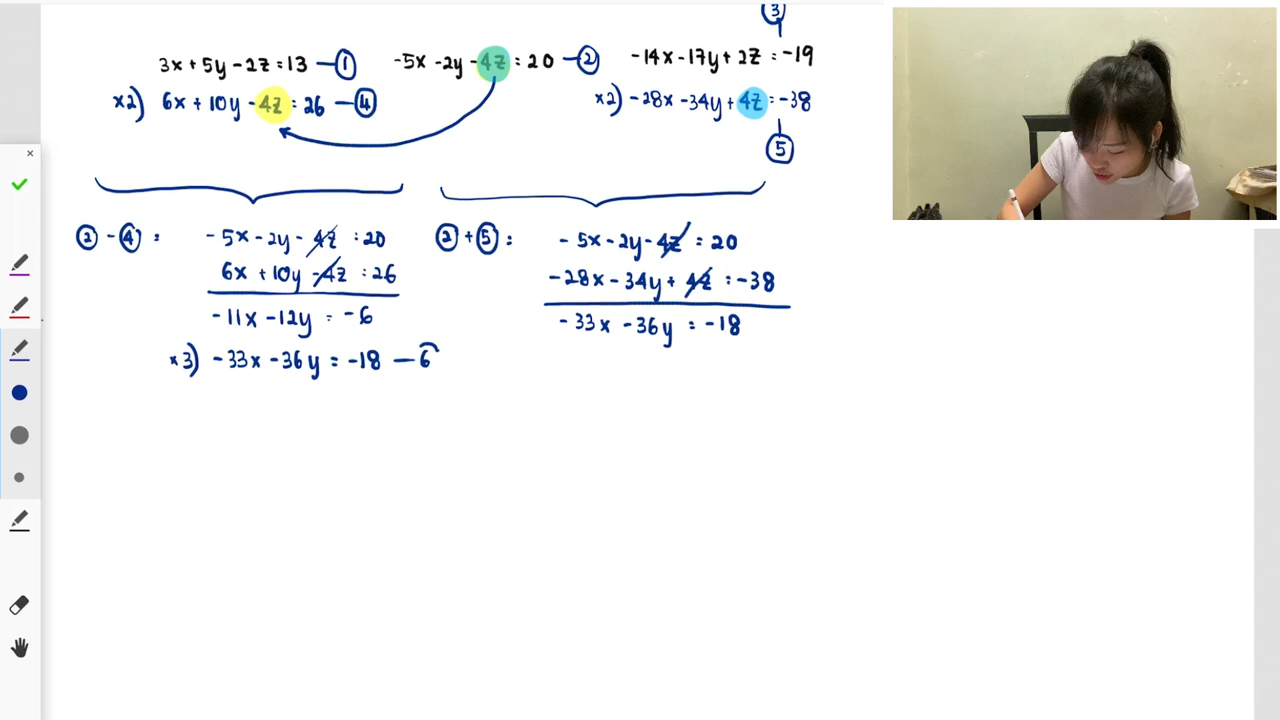 ③
3x + 5y - 2z = 13 — ①
-5x - 2y - 4z = 20 — ②
-14x - 17y + 2z = -19
×2) 6x + 10y - 4z = 26 — ④
×2) -28x - 34y + 4z = -38
⑤
② - ④ :
-5x - 2y - 4z : 20
6x + 10y - 4z : 26
-11x - 12y = -6
×3) -33x - 36y = -18 — 6
② + ⑤ :
-5x - 2y - 4z : 20
-28x - 34y + 4z : -38
-33x - 36y : -18